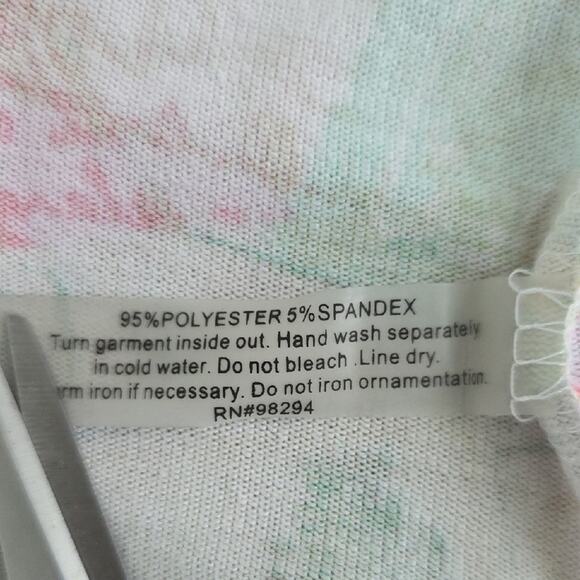 95%POLYESTER 5%SPANDEX
Turn garment inside out. Hand wash separately
in cold water. Do not bleach .Line dry.
arm iron if necessary. Do not iron ornamentation.
RN#98294